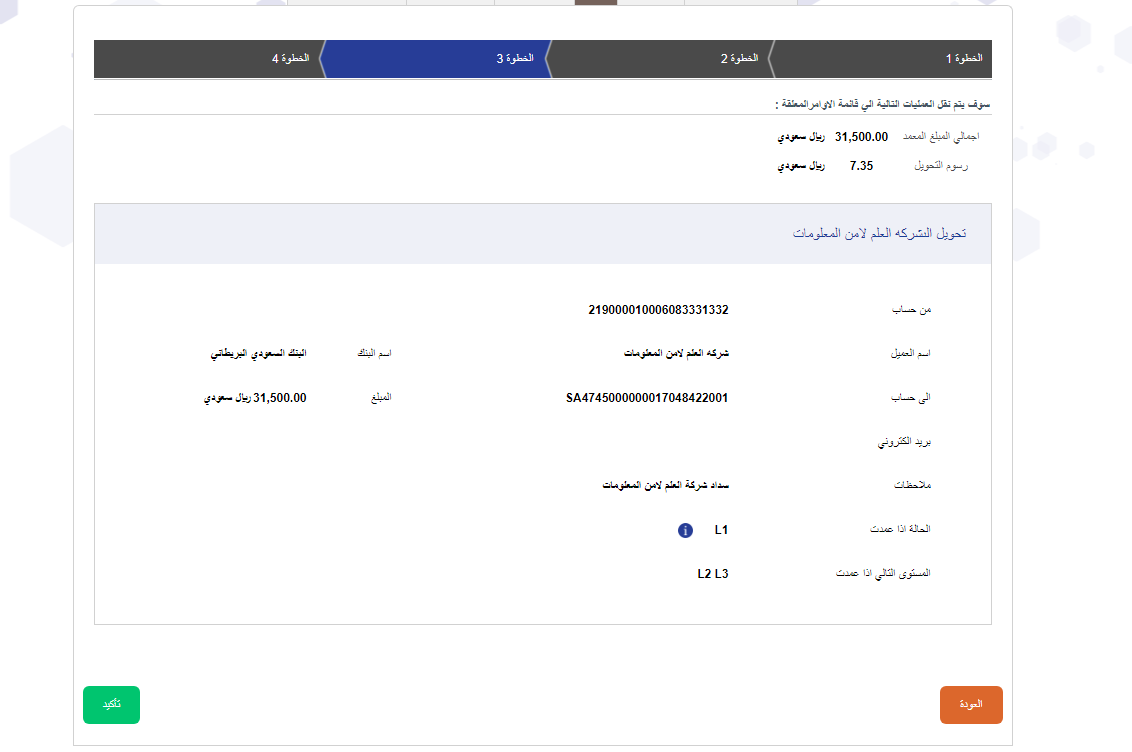 الخطوة 1 الخطوة 2 الخطوة 3 الخطوة 4
سوف يتم نقل العمليات التالية الي قائمة الاوامرالمعلقة :
اجمالي المبلغ المعمد 31,500.00 ريال سعودي
رسوم التحويل 7.35 ريال سعودي
تحويل الىشركه العلم لامن المعلومات
من حساب 219000010006083331332
اسم العميل شركه العلم لامن المعلومات اسم البنك البنك السعودي البريطاني
الى حساب SA4745000000017048422001 المبلغ 31,500.00 ريال سعودي
بريد الكتروني
ملاحظات سداد شركة العلم لامن المعلومات
الحالة اذا عمدت L1 i
المستوى التالي اذا عمدت L2 L3
العودة تأكيد